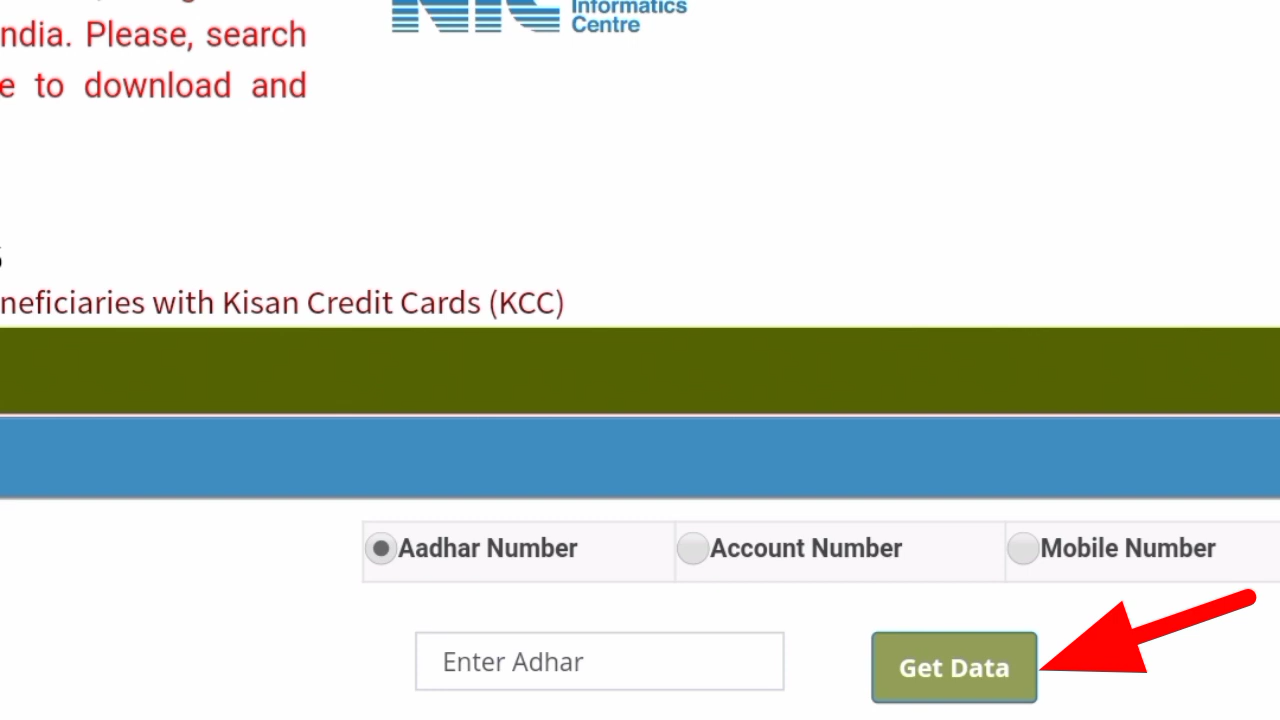 Informatics
Centre
ndia. Please, search
e to download and
neficiaries with Kisan Credit Cards (KCC)
Aadhar Number Account Number Mobile Number
Enter Adhar Get Data